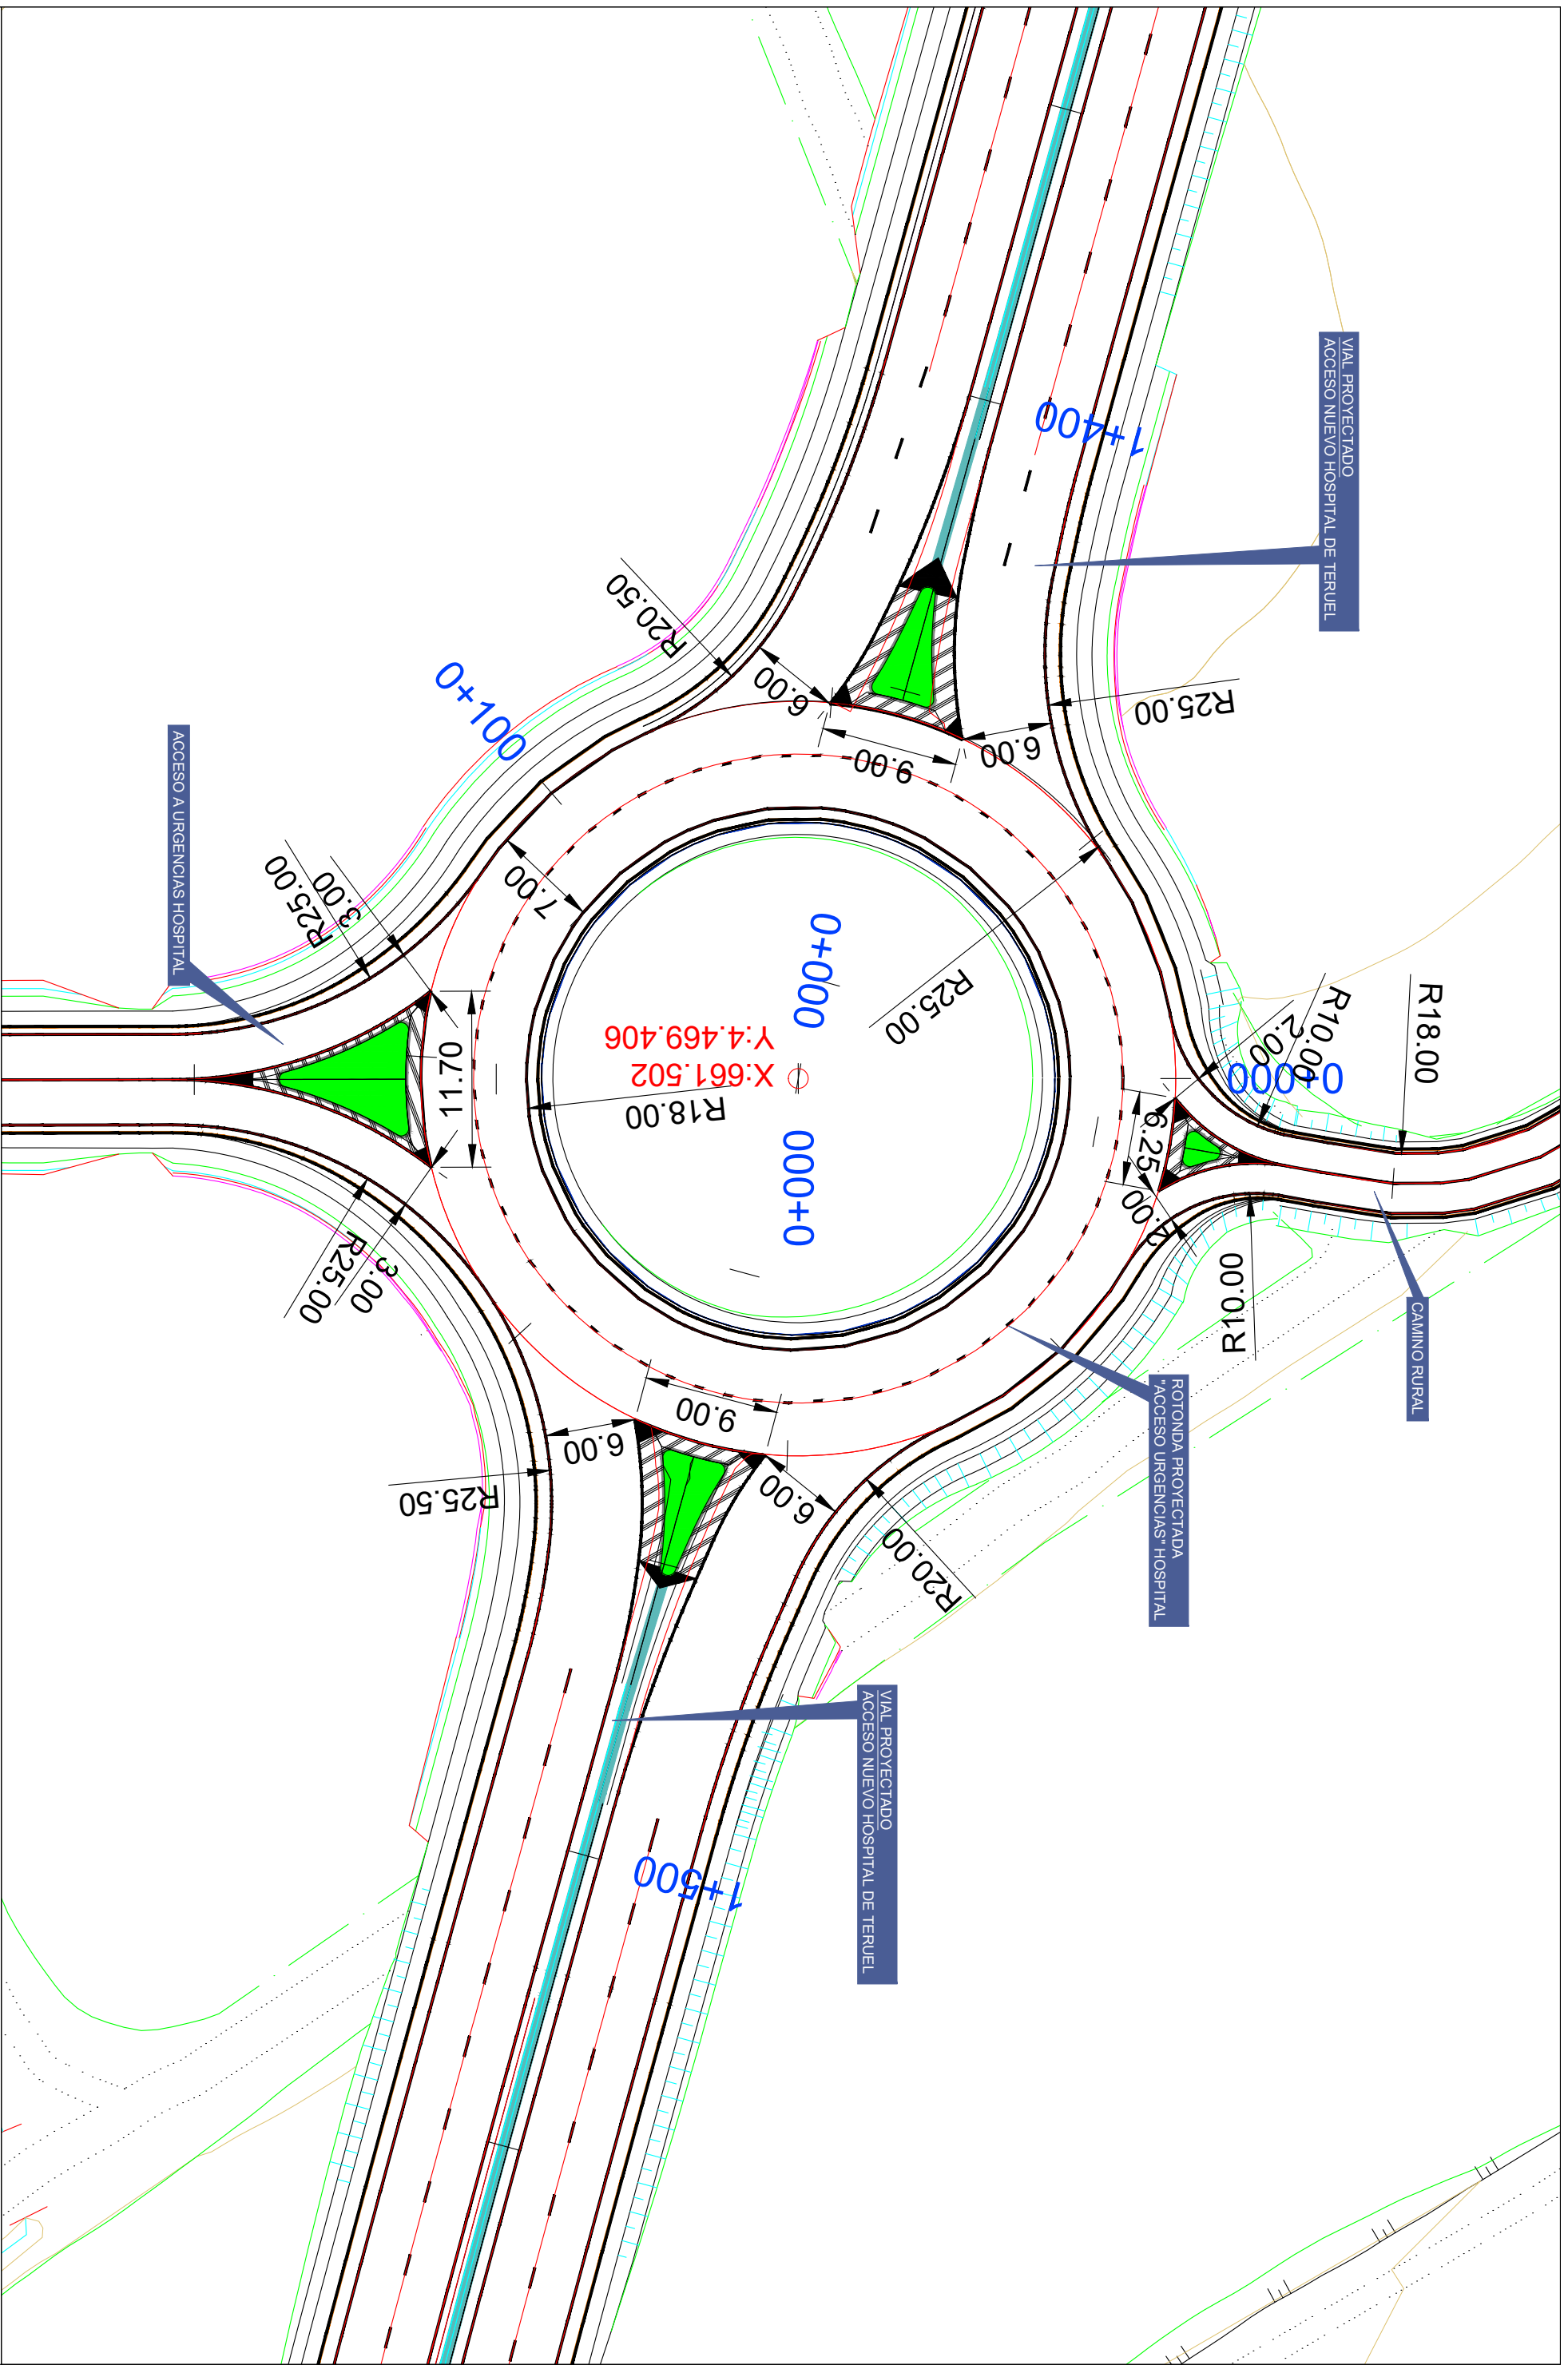 VIAL PROYECTADO
ACCESO NUEVO HOSPITAL DE TERUEL
1+400
R20.50
6.00
R25.00
6.00
9.00
0+100
ACCESO A URGENCIAS HOSPITAL
R25.00
3.00
7.00
0+000
R25.00
Y:4.469.406
X:661.502
R18.00
0+000
R18.00
R10.00
2.00
0+000
6.25
2.00
R10.00
CAMINO RURAL
11.70
3.00
R25.00
ROTONDA PROYECTADA
"ACCESO URGENCIAS" HOSPITAL
9.00
6.00
R25.50
6.00
R20.00
VIAL PROYECTADO
ACCESO NUEVO HOSPITAL DE TERUEL
1+500